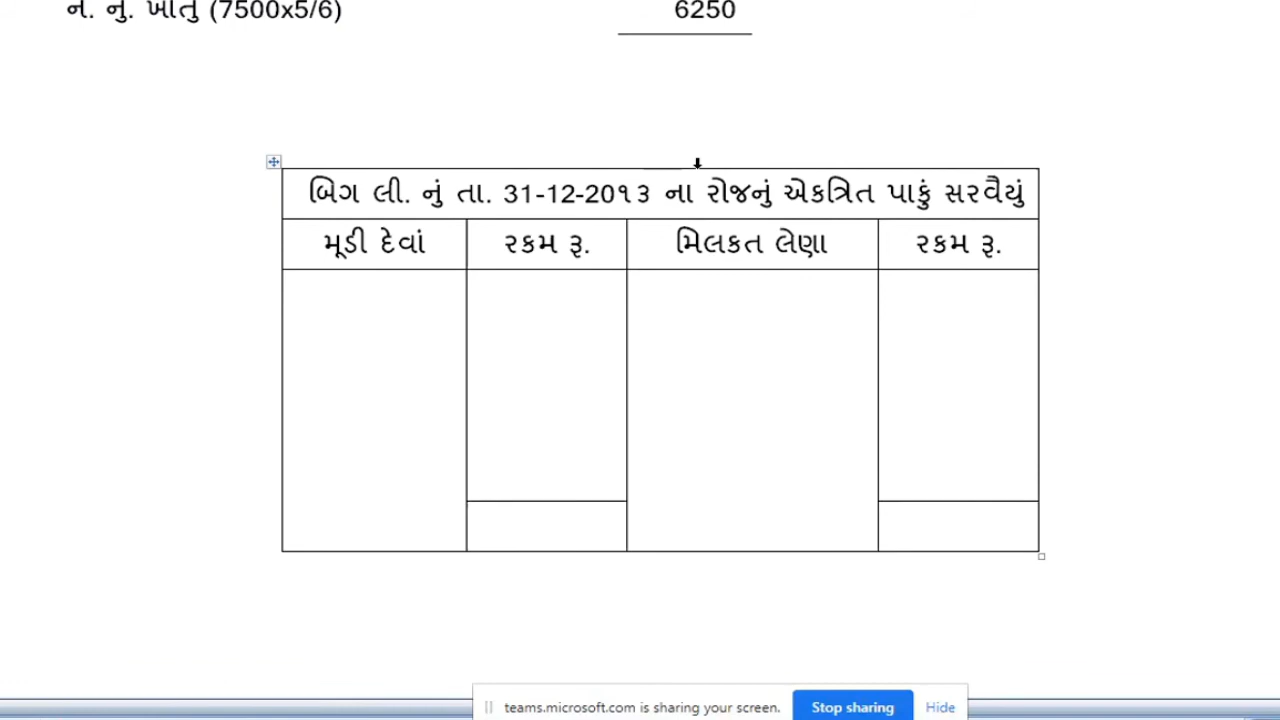 ન. નુ. ખાતું (7500x5/6) 6250
બિગ લી. નું તા. 31-12-20૧૩ ના રોજનું એકત્રિત પાકું સરવૈયું
મૂડી દેવાં રકમ રૂ. મિલકત લેણા રકમ રૂ.
teams.microsoft.com is sharing your screen. Stop sharing Hide